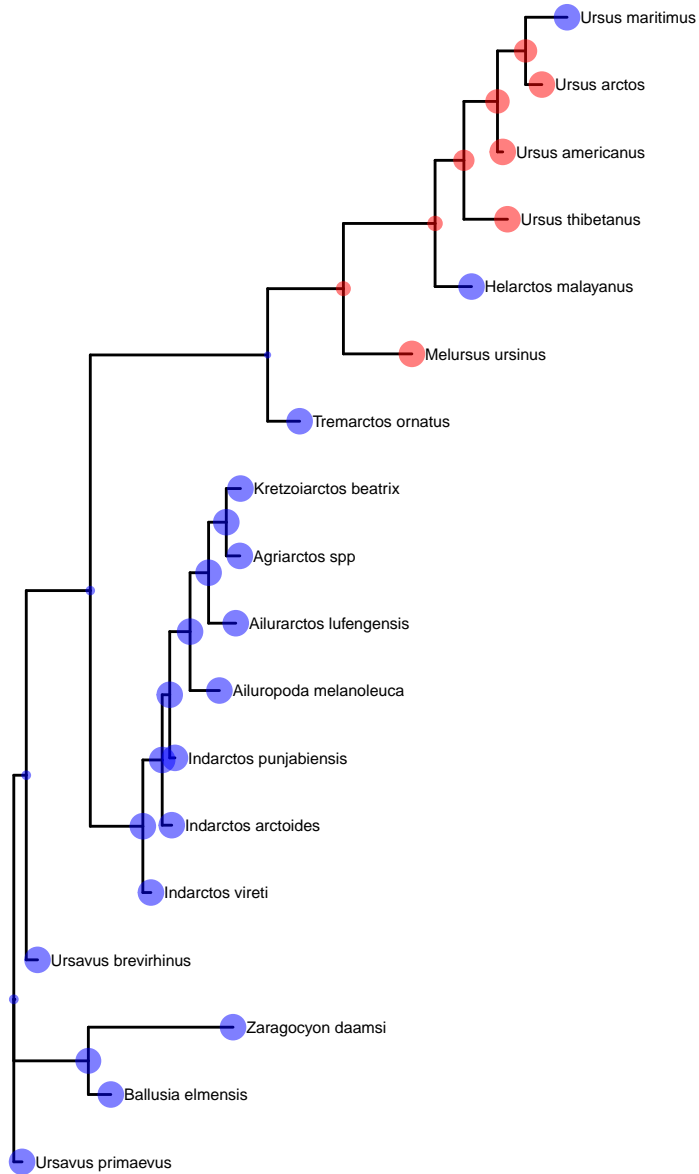 Ursus maritimus
Ursus arctos
Ursus americanus
Ursus thibetanus
Helarctos malayanus
Melursus ursinus
Tremarctos ornatus
Kretzoiarctos beatrix
Agriarctos spp
Ailurarctos lufengensis
Ailuropoda melanoleuca
Indarctos punjabiensis
Indarctos arctoides
Indarctos vireti
Ursavus brevirhinus
Zaragocyon daamsi
Ballusia elmensis
Ursavus primaevus